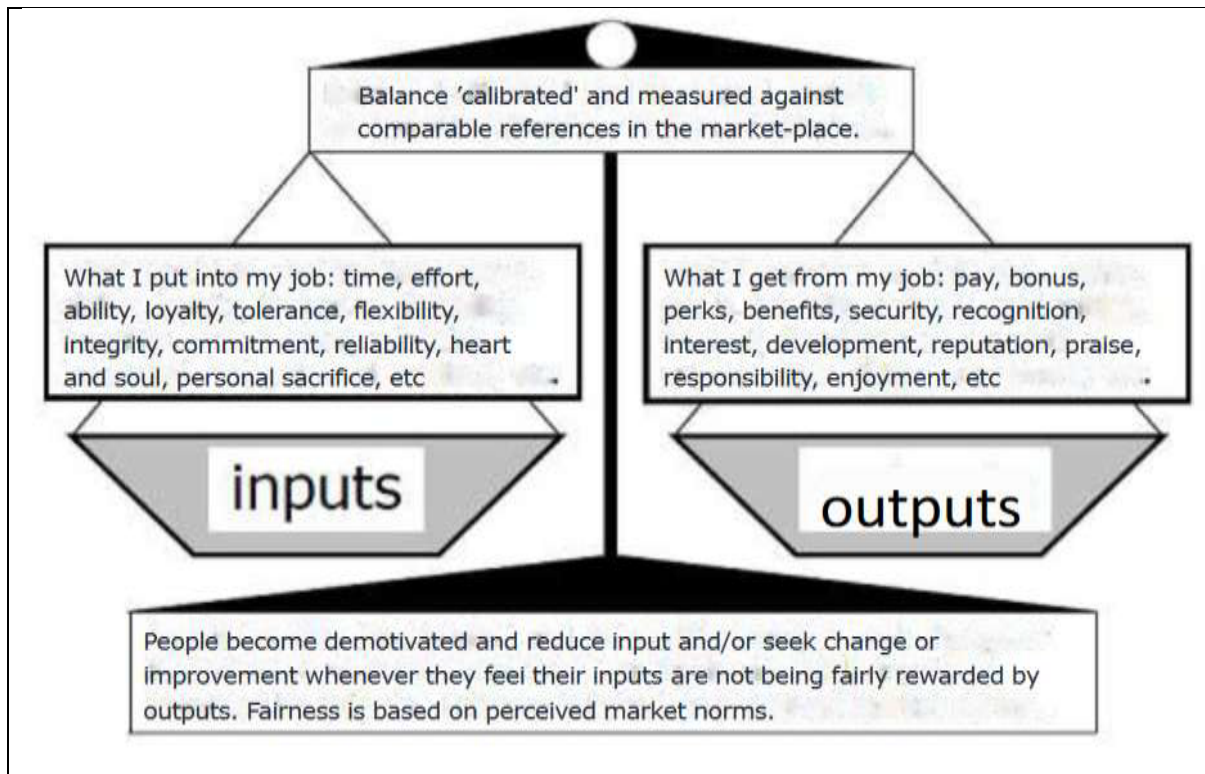 Balance ‘calibrated' and measured against
comparable references in the market-place.
What I put into my job: time, effort,
ability, loyalty, tolerance, flexibility,
integrity, commitment, reliability, heart
and soul, personal sacrifice, etc
What I get from my job: pay, bonus,
perks, benefits, security, recognition,
interest, development, reputation, praise,
responsibility, enjoyment, etc
inputs
outputs
People become demotivated and reduce input and/or seek change or
improvement whenever they feel their inputs are not being fairly rewarded by
outputs. Fairness is based on perceived market norms.